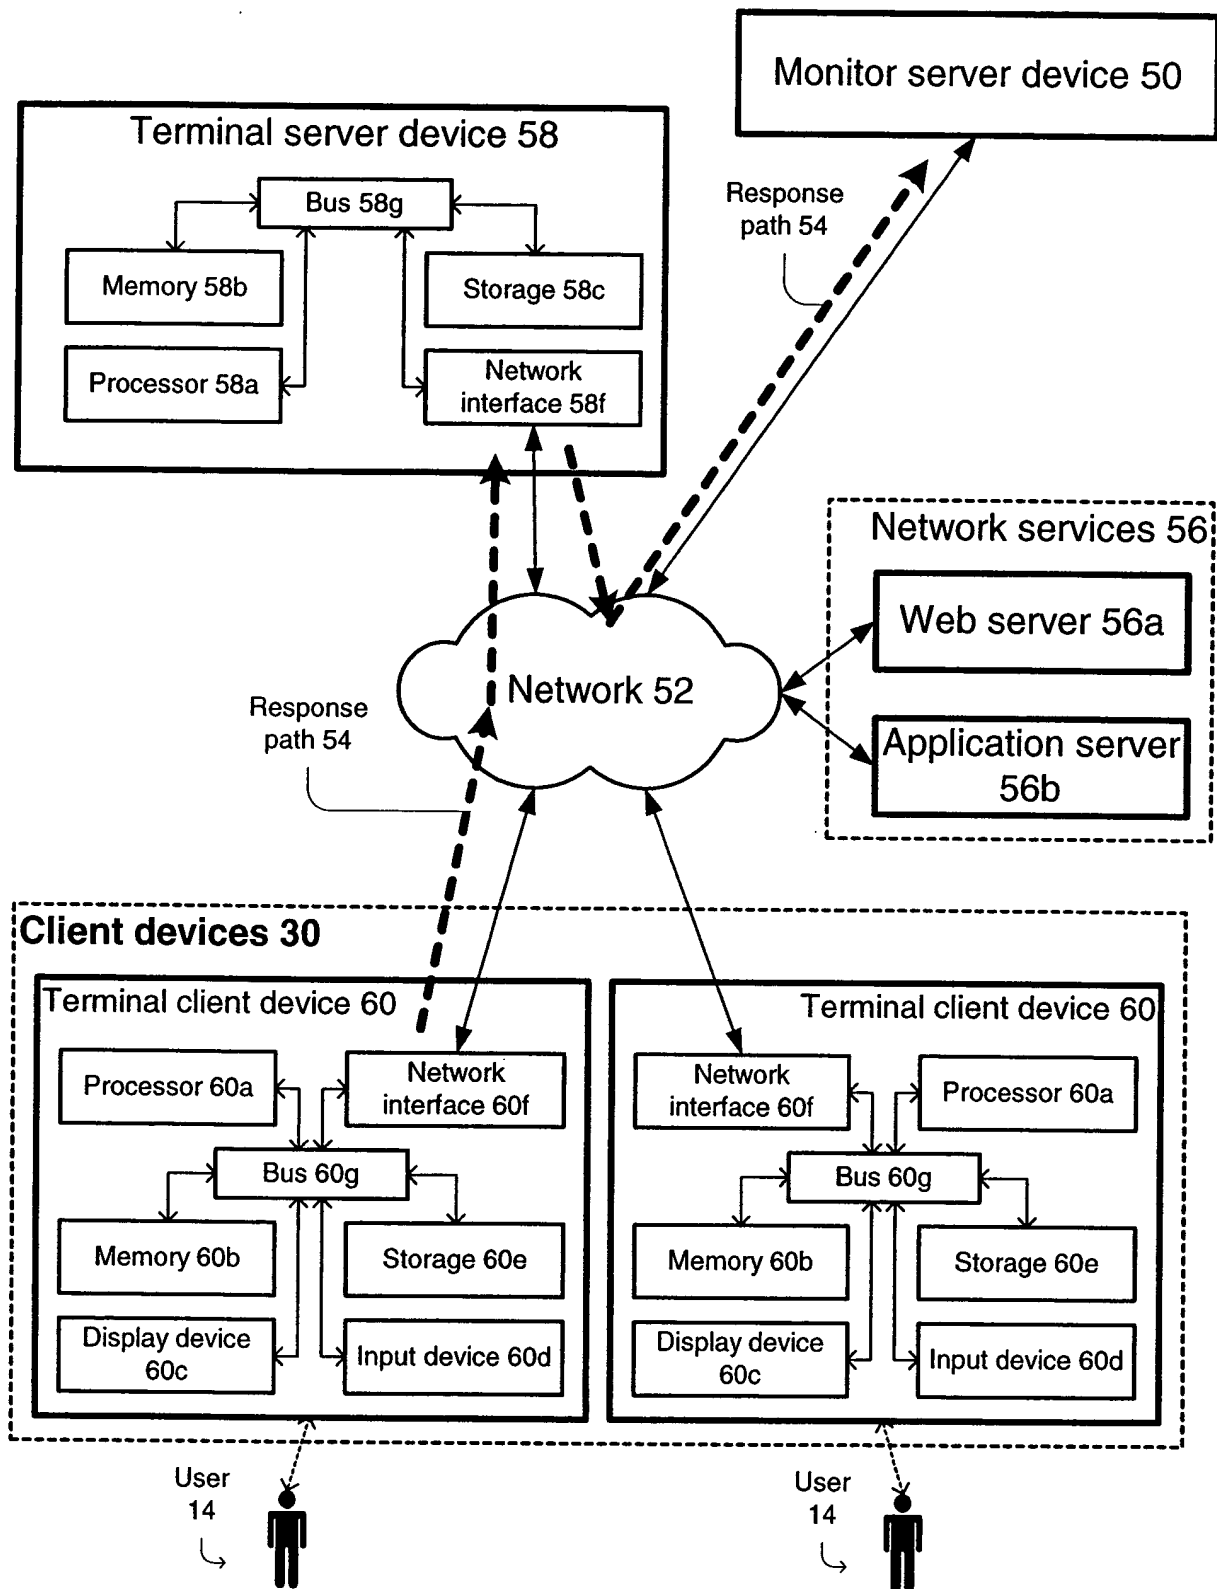 Monitor server device 50
Terminal server device 58
Bus 58g
Memory 58b
Storage 58c
Processor 58a
Network
interface 58f
Response
path 54
Network services 56
Web server 56a
Application server
56b
Network 52
Response
path 54
Client devices 30
Terminal client device 60
Processor 60a
Network
interface 60f
Bus 60g
Memory 60b
Storage 60e
Display device
60c
Input device 60d
Terminal client device 60
Network
interface 60f
Processor 60a
Bus 60g
Memory 60b
Storage 60e
Display device
60c
Input device 60d
User
14
User
14